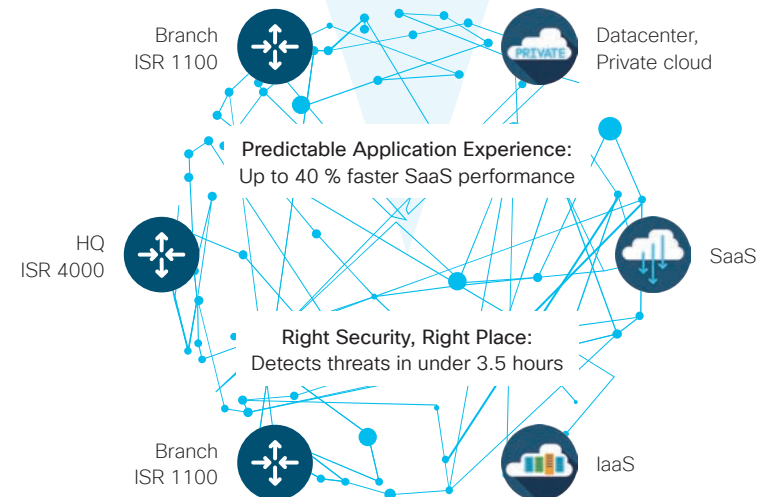 Branch
ISR 1100
PRIVATE
Datacenter,
Private cloud
Predictable Application Experience:
Up to 40 % faster SaaS performance
HQ
ISR 4000
SaaS
Right Security, Right Place:
Detects threats in under 3.5 hours
Branch
ISR 1100
IaaS